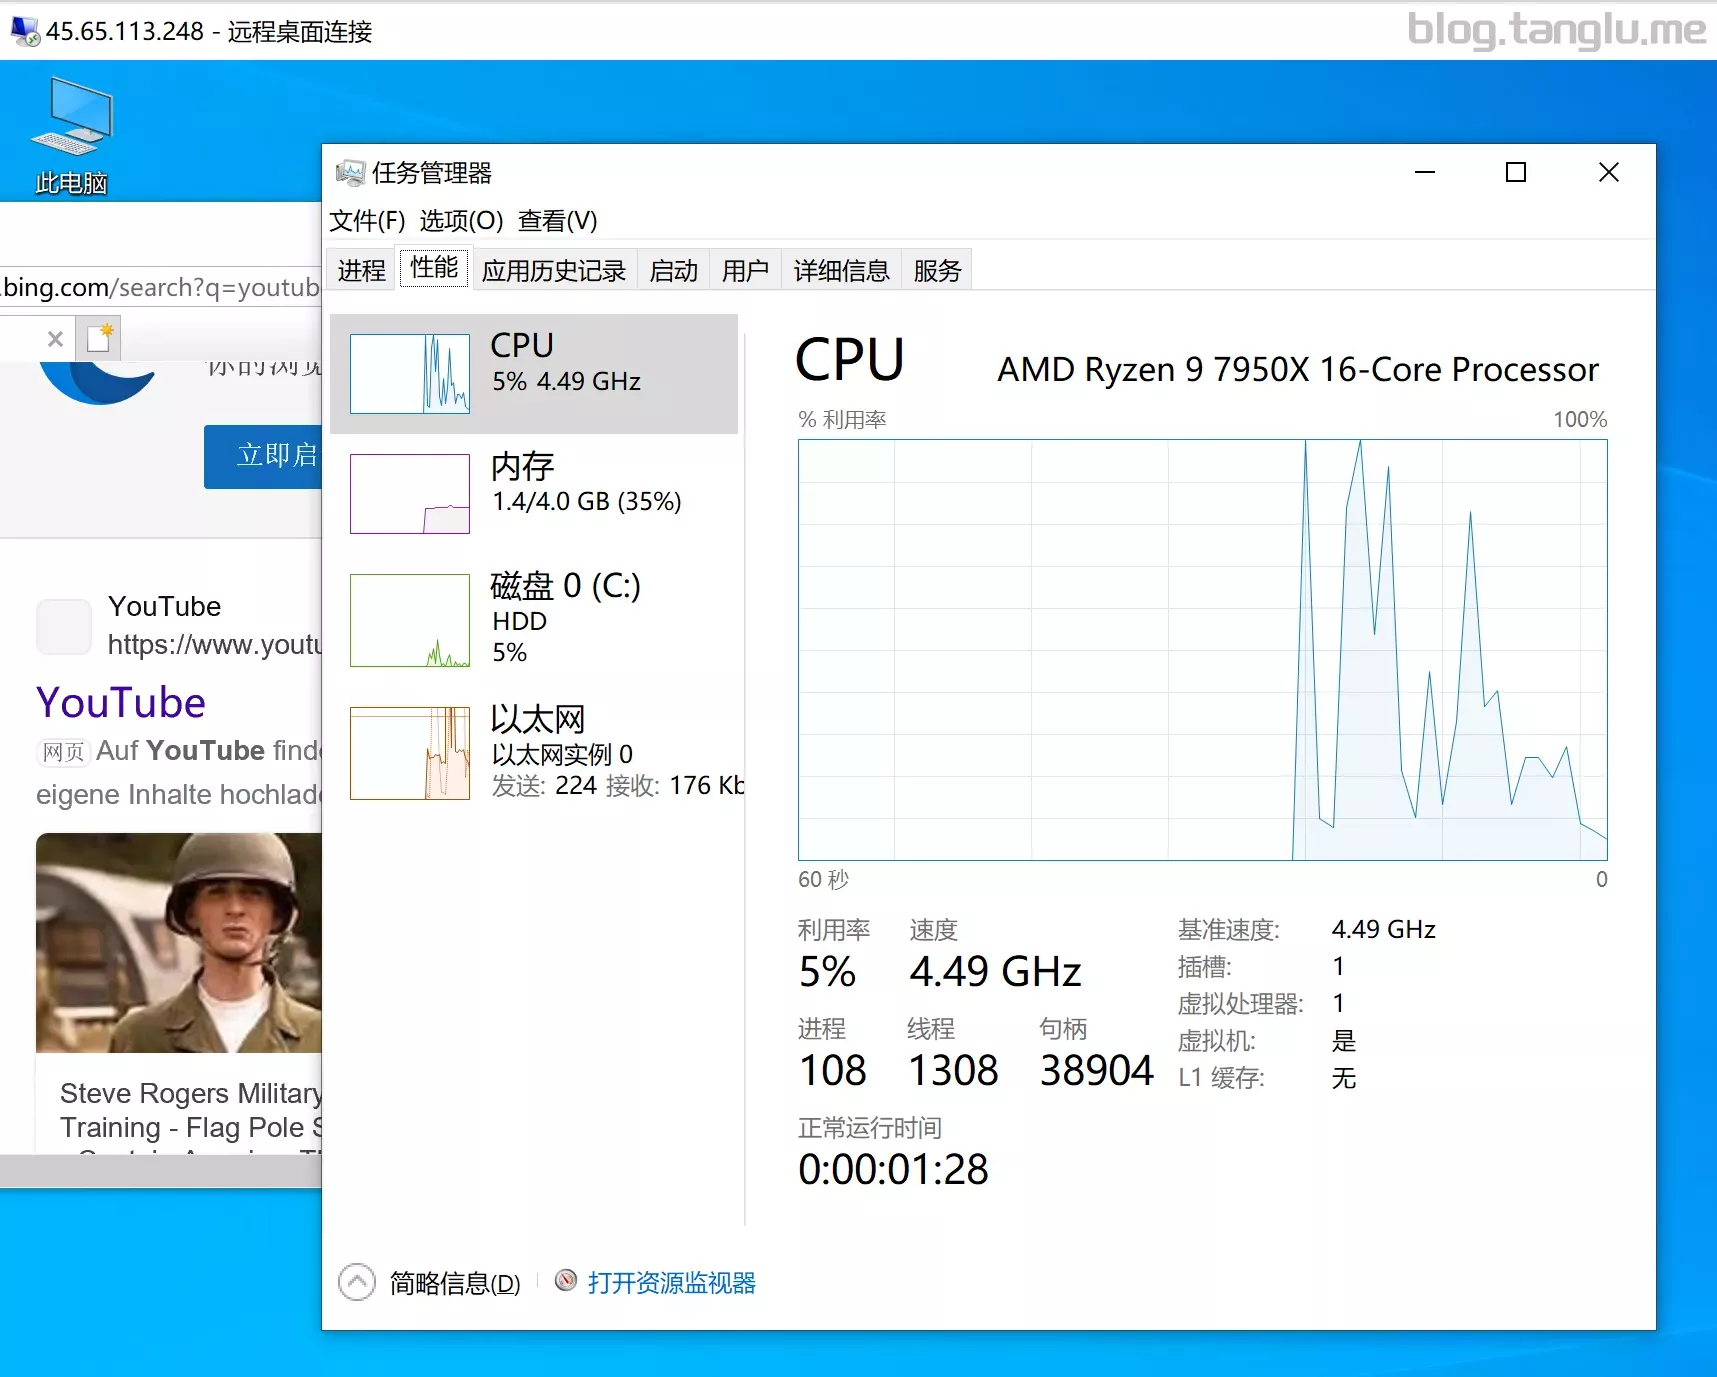 45.65.113.248 - 远程桌面连接
blog.tanglu.me
此电脑
.bing.com/search?q=youtub
你的浏览
立即启
YouTube
https://www.youtu
YouTube
网页 Auf YouTube finde
eigene Inhalte hochlade
Steve Rogers Military
Training - Flag Pole S
任务管理器
文件(F) 选项(O) 查看(V)
进程 性能 应用历史记录 启动 用户 详细信息 服务
CPU
5% 4.49 GHz
内存
1.4/4.0 GB (35%)
磁盘 0 (C:)
HDD
5%
以太网
以太网实例 0
发送: 224 接收: 176 Kb
CPU AMD Ryzen 9 7950X 16-Core Processor
% 利用率 100%
60 秒 0
利用率 速度
5% 4.49 GHz
进程 线程 句柄
108 1308 38904
正常运行时间
0:00:01:28
基准速度: 4.49 GHz
插槽: 1
虚拟处理器: 1
虚拟机: 是
L1 缓存: 无
简略信息(D) 打开资源监视器